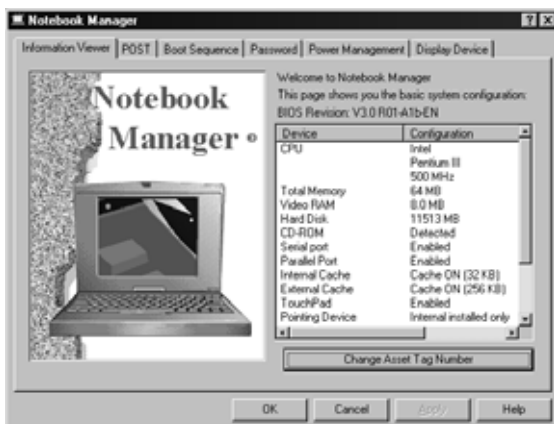 Notebook Manager
Information Viewer POST Boot Sequence Password Power Management Display Device
Notebook
Manager
Welcome to Notebook Manager
This page shows you the basic system configuration:
BIOS Revision: V3.0 R01-A1b-EN
Device Configuration
CPU Intel
Pentium III
500 MHz
Total Memory 64 MB
Video RAM 8.0 MB
Hard Disk 11513 MB
CD-ROM Detected
Serial port Enabled
Parallel Port Enabled
Internal Cache Cache ON (32 KB)
External Cache Cache ON (256 KB)
TouchPad Enabled
Pointing Device Internal installed only
Change Asset Tag Number
OK Cancel Apply Help